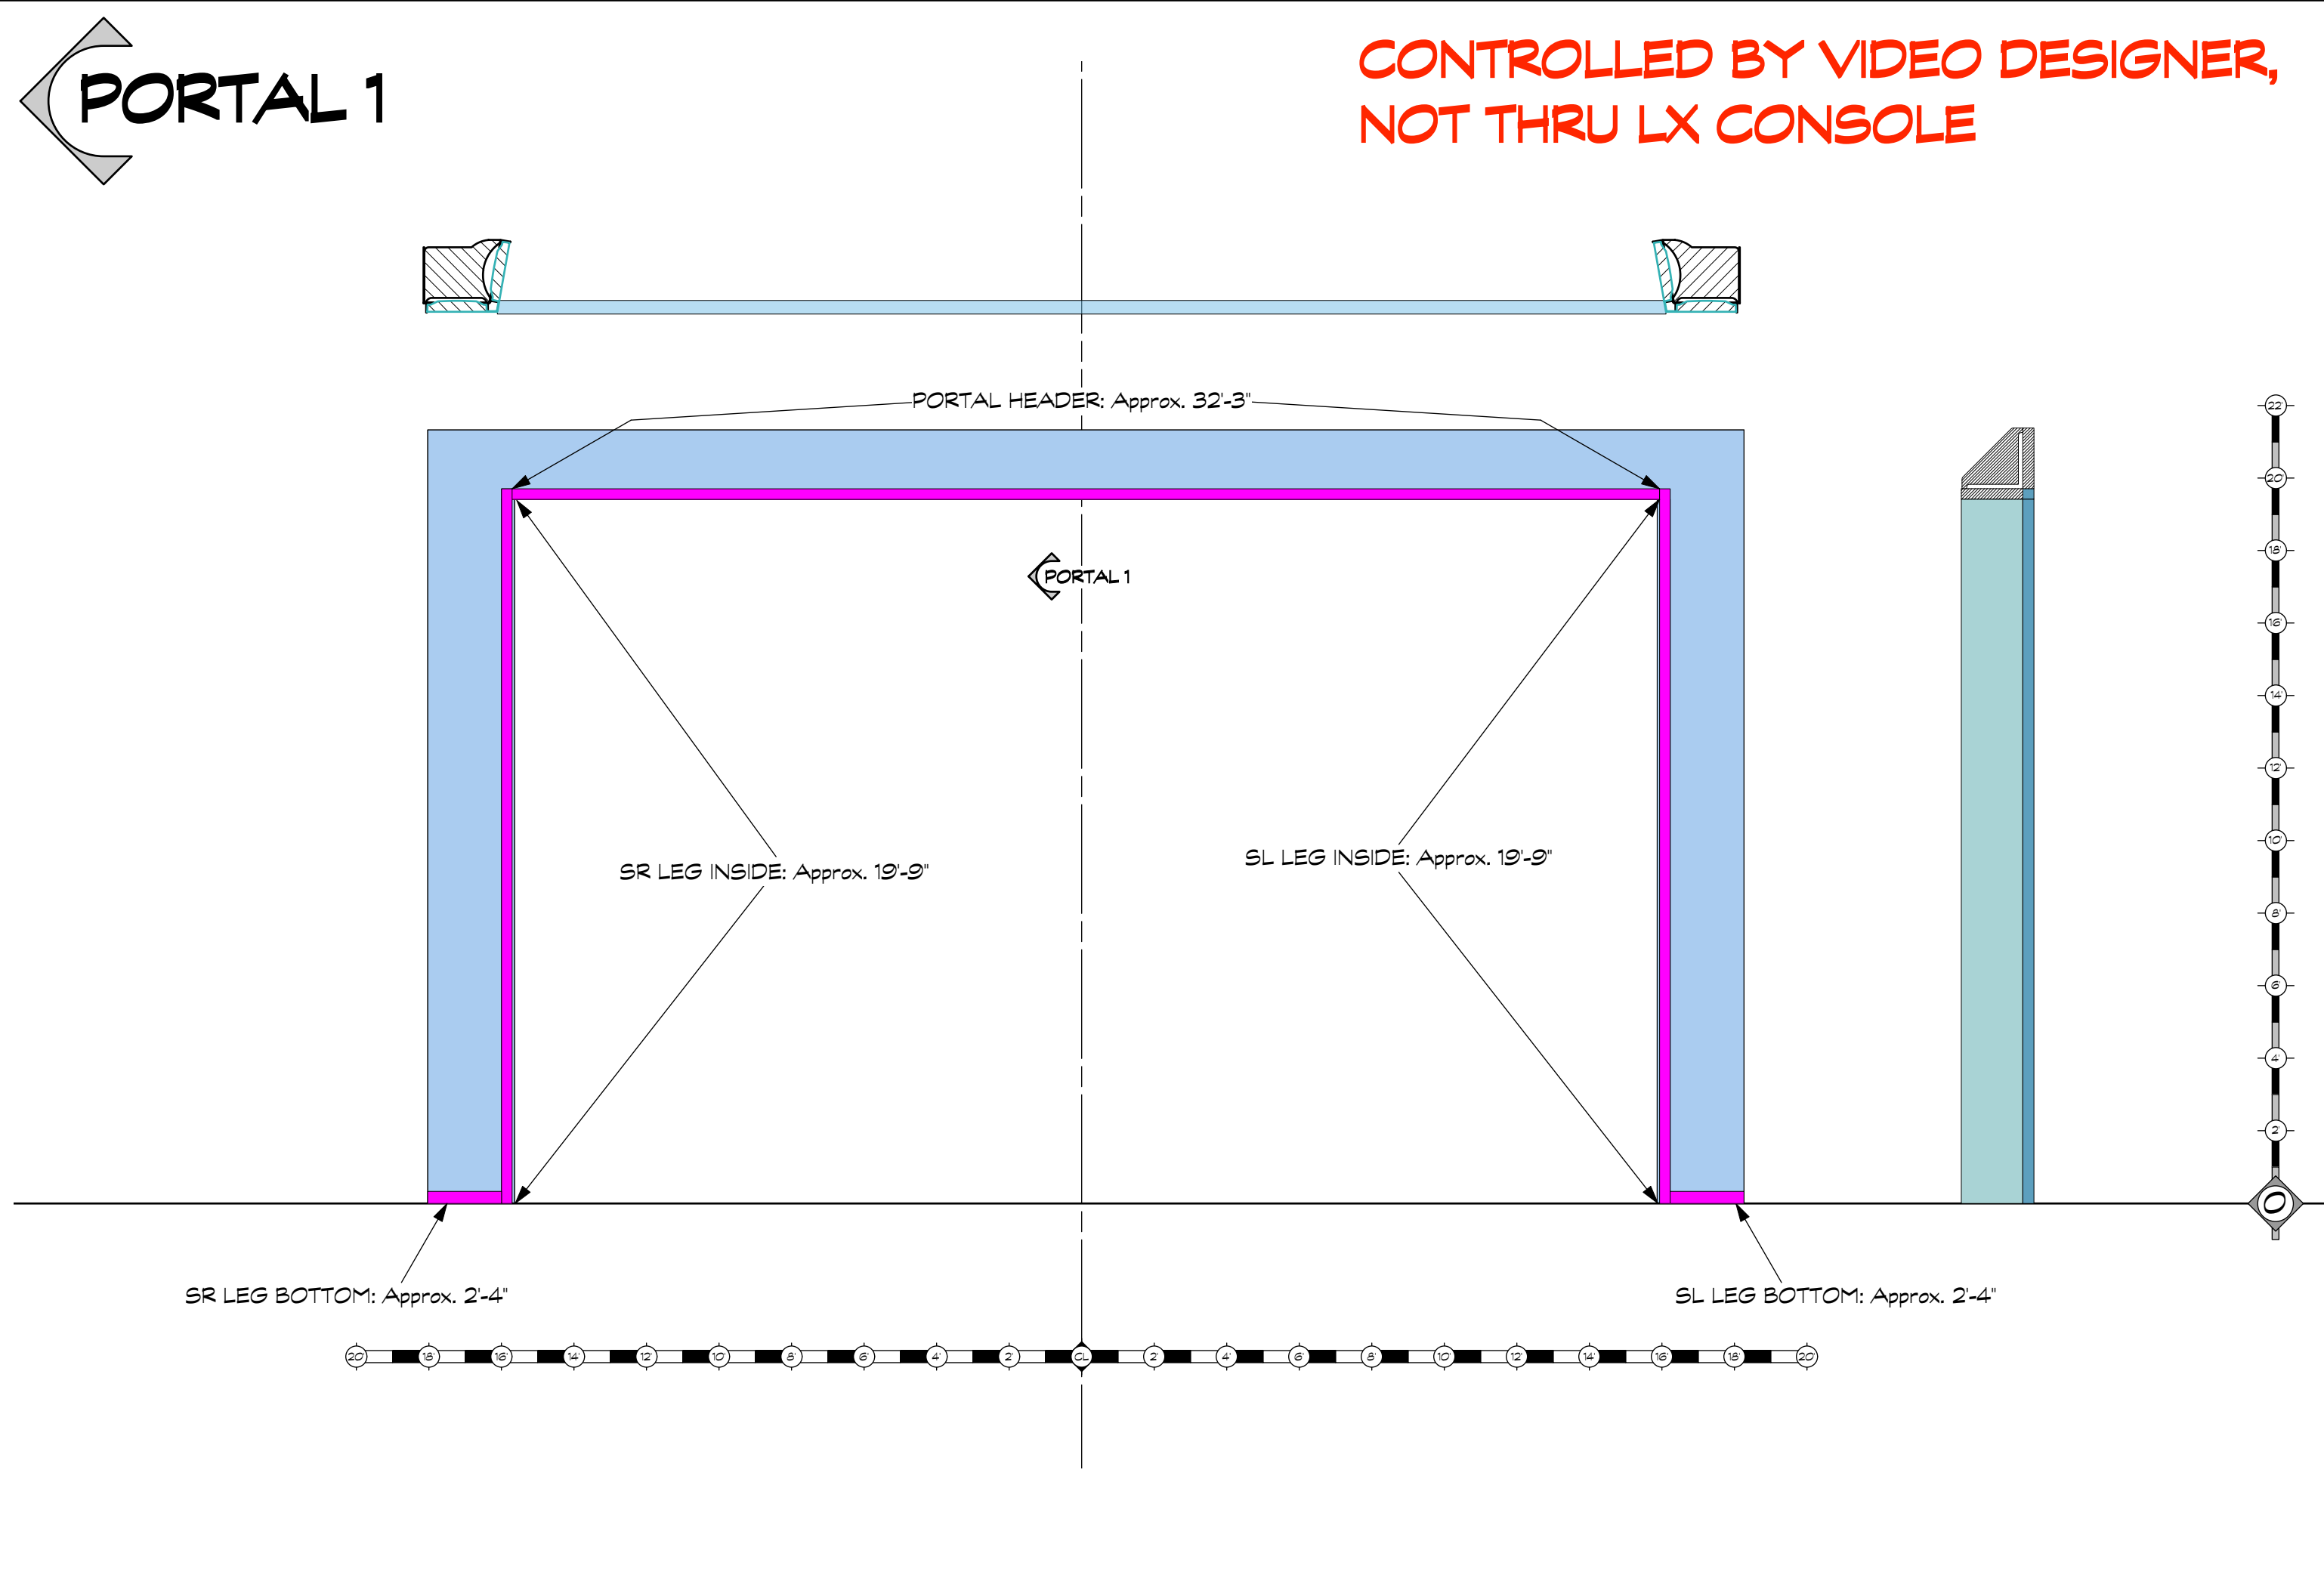 PORTAL 1
CONTROLLED BY VIDEO DESIGNER,
NOT THRU LX CONSOLE
PORTAL HEADER: Approx. 32'-3"
PORTAL 1
SR LEG INSIDE: Approx. 19'-9"
SL LEG INSIDE: Approx. 19'-9"
SR LEG BOTTOM: Approx. 2'-4"
SL LEG BOTTOM: Approx. 2'-4"
22'
20'
18'
16'
14'
12'
10'
8'
6'
4'
2'
0
20' 18' 16' 14' 12' 10' 8' 6' 4' 2' CL 2' 4' 6' 8' 10' 12' 14' 16' 18' 20'